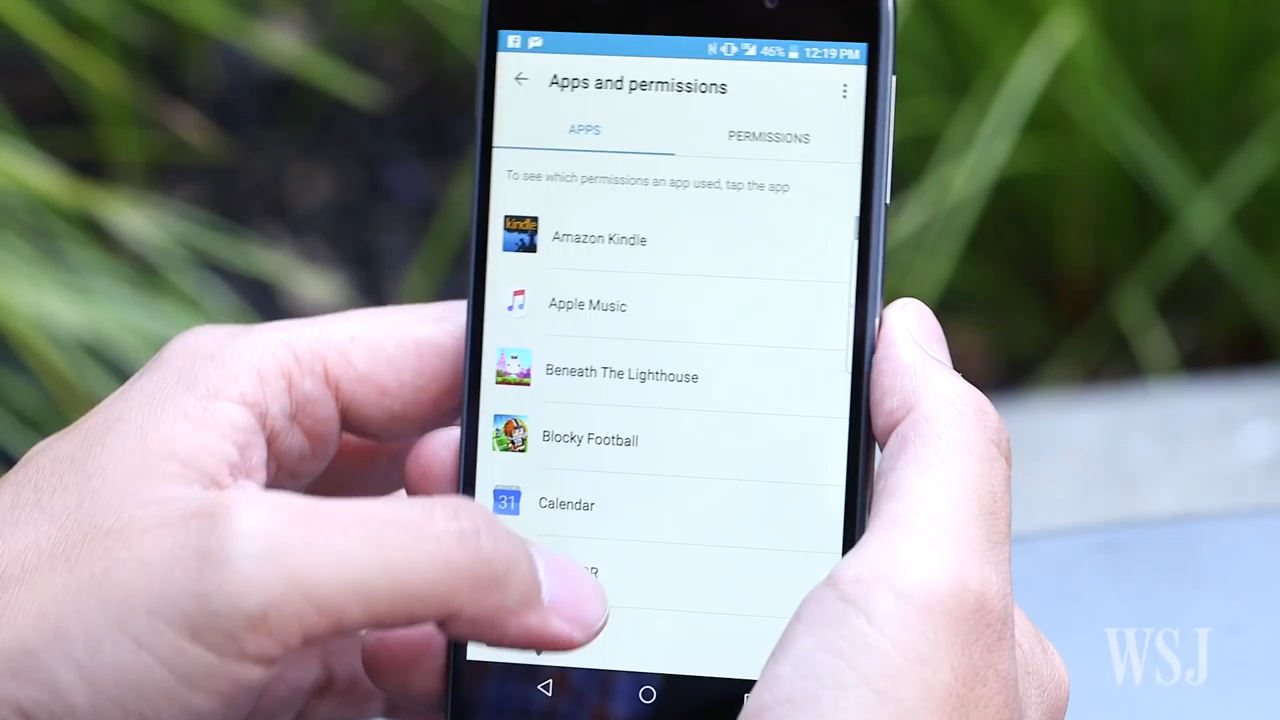 46% 12:19 PM
Apps and permissions
APPS PERMISSIONS
To see which permissions an app used, tap the app
kindle
Amazon Kindle
Apple Music
Beneath The Lighthouse
Blocky Football
31
Calendar
WSJ